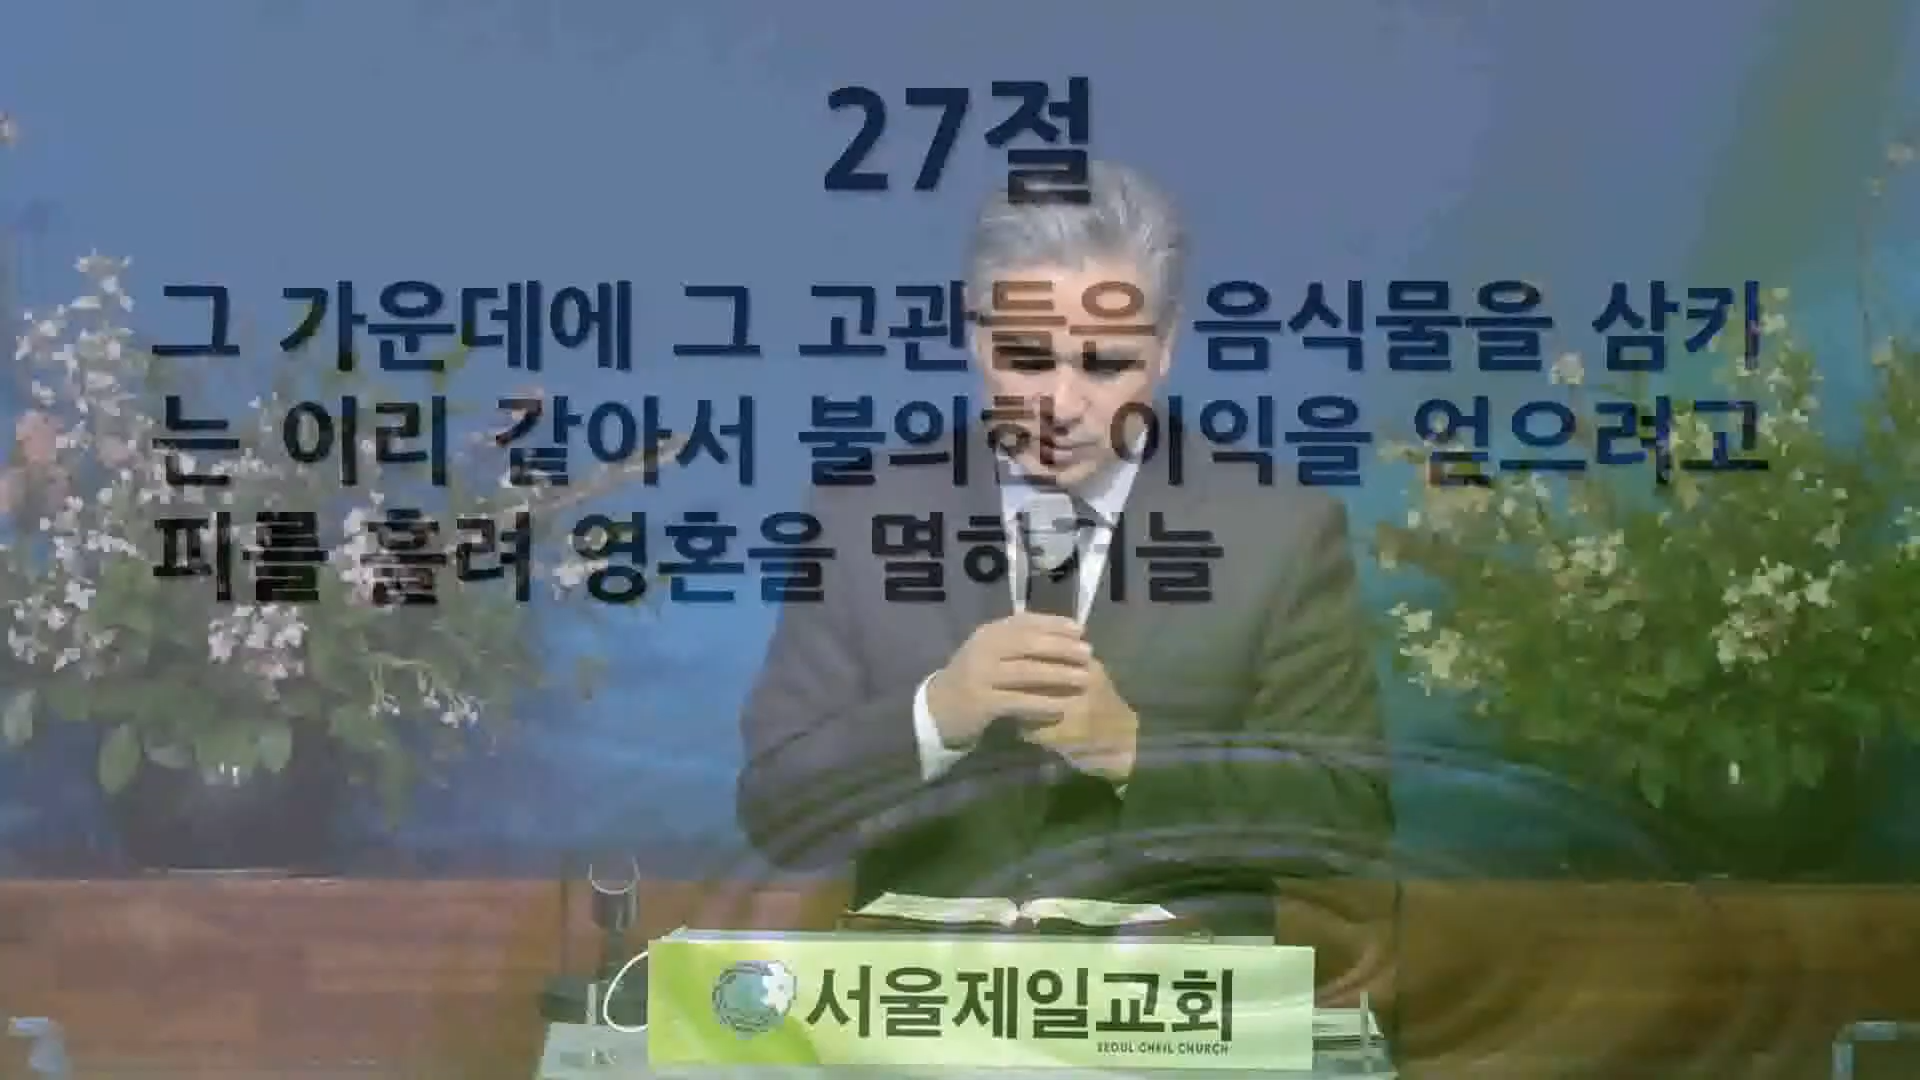 27절
그 가운데에 그 고관들은 음식물을 삼키
는 이리 같아서 불의한 이익을 얻으려고
피를 흘려 영혼을 멸하거늘
서울제일교회
SEOUL CHEIL CHURCH